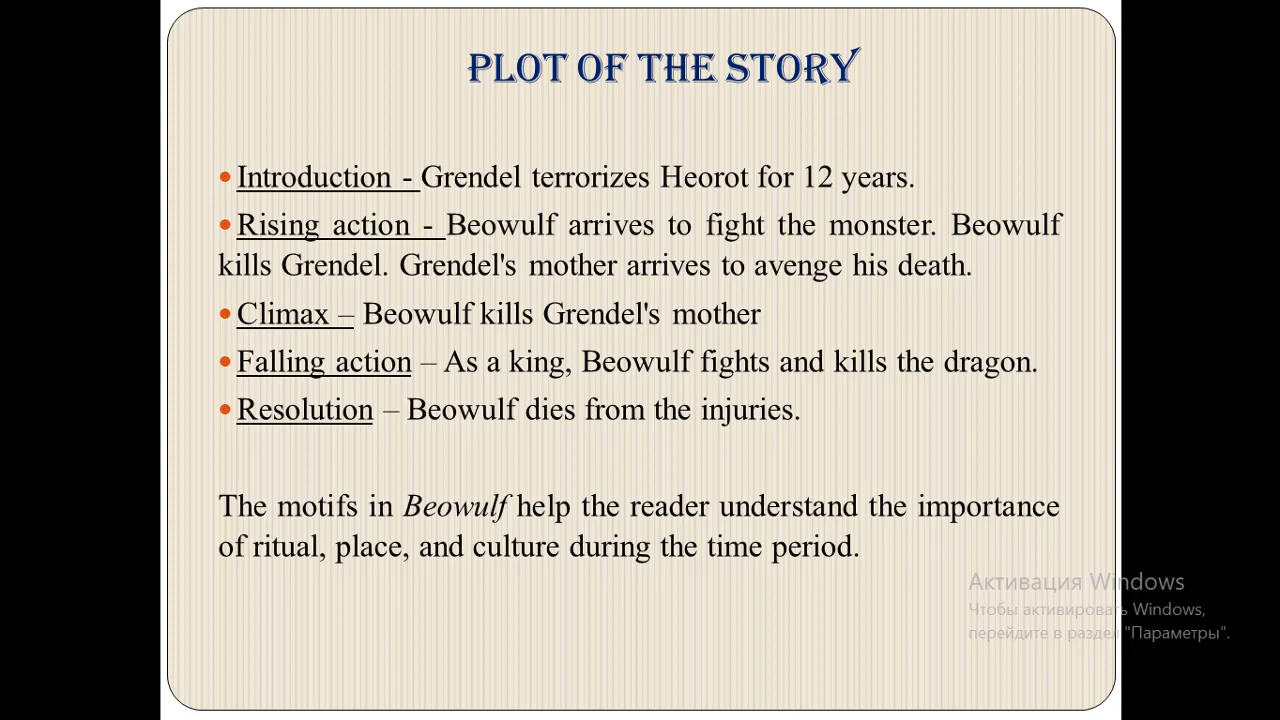 PLOT OF THE STORY
•Introduction - Grendel terrorizes Heorot for 12 years.
•Rising action - Beowulf arrives to fight the monster. Beowulf
kills Grendel. Grendel's mother arrives to avenge his death.
•Climax – Beowulf kills Grendel's mother
•Falling action – As a king, Beowulf fights and kills the dragon.
•Resolution – Beowulf dies from the injuries.
The motifs in Beowulf help the reader understand the importance
of ritual, place, and culture during the time period.
Активация Windows
Чтобы активировать Windows,
перейдите в раздел "Параметры".